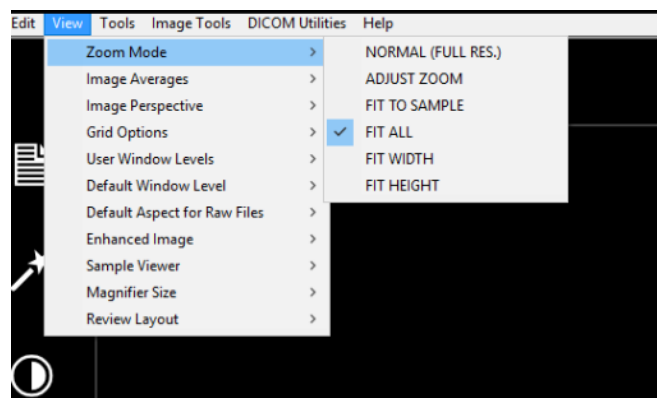 Edit View Tools Image Tools DICOM Utilities Help
Zoom Mode
Image Averages
Image Perspective
Grid Options
User Window Levels
Default Window Level
Default Aspect for Raw Files
Enhanced Image
Sample Viewer
Magnifier Size
Review Layout
NORMAL (FULL RES.)
ADJUST ZOOM
FIT TO SAMPLE
FIT ALL
FIT WIDTH
FIT HEIGHT